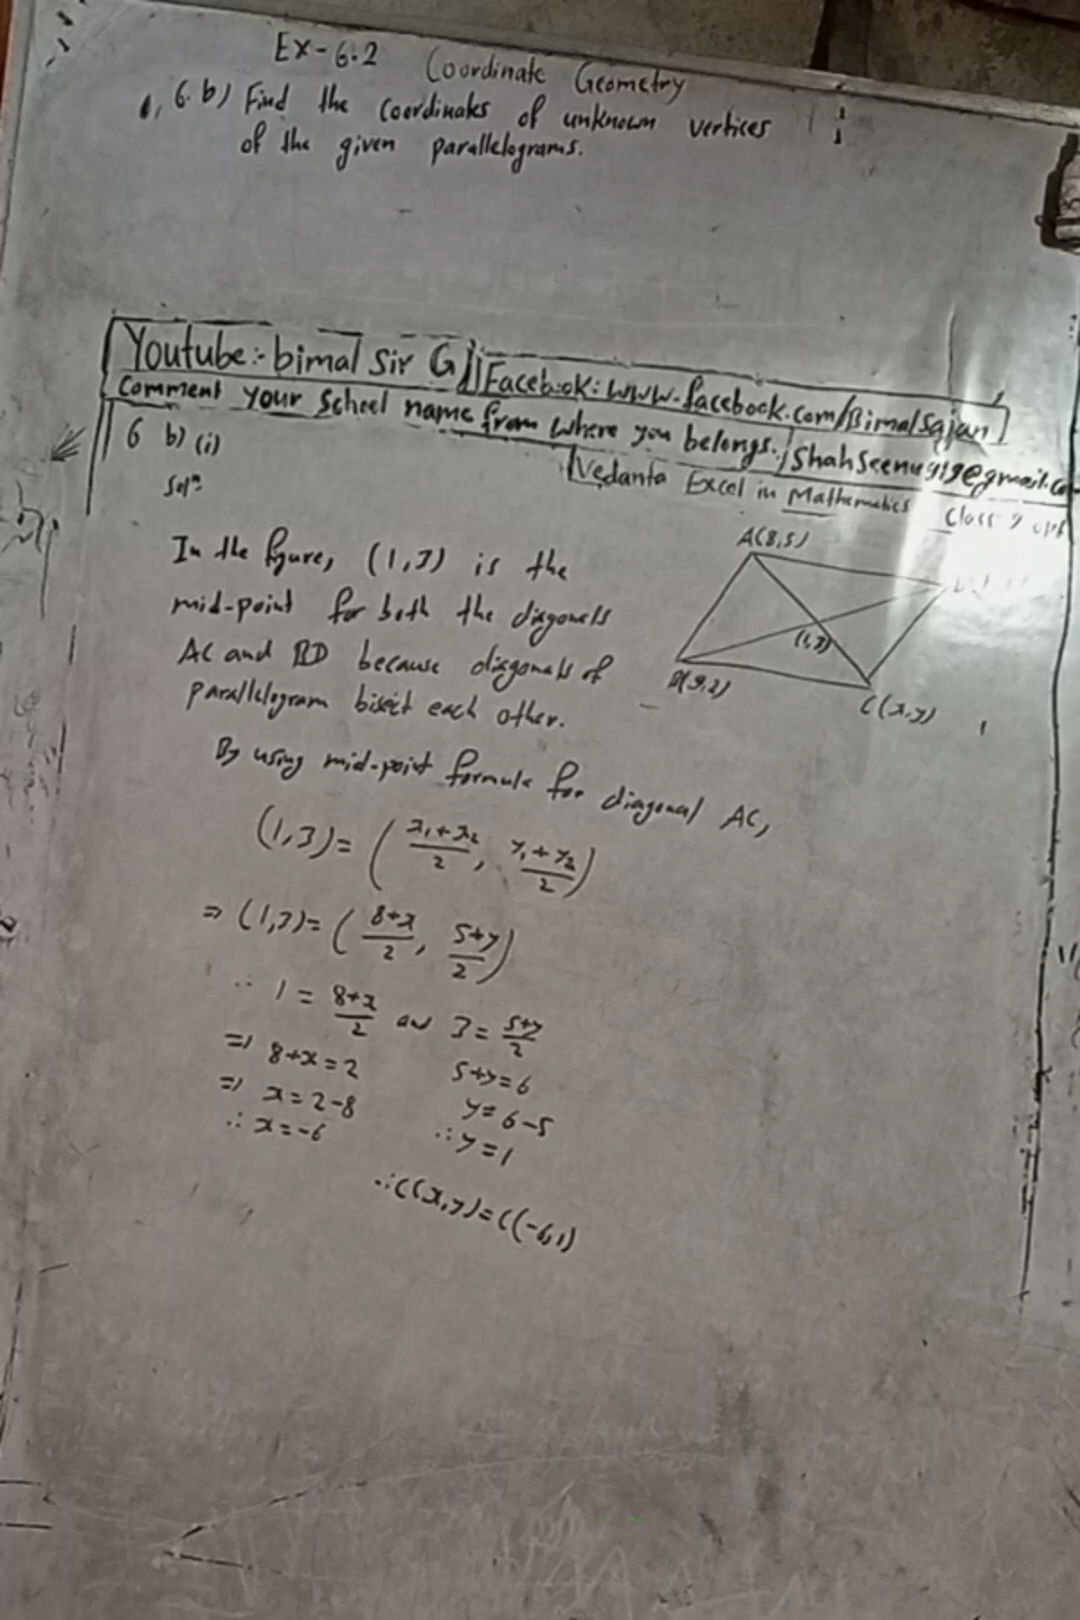 Ex-6.2 Coordinate Geometry
6.b) Find the coordinates of unknown vertices
of the given parallelograms.
Youtube:- bimal Sir G
Facebook: www.facebook.com/Bimalsajan
Comment your School name from where you belongs.
Vedanta Excel in Mathematics
Class-9 opt
6 b) (i)
Solⁿ
A(8,5)
(1,3)
C(x,y)
In the figure, (1,3) is the
mid-point for both the diagonals
AC and BD because diagonals of
parallelogram bisect each other.
By using mid-point formula for diagonal AC,
(1,3) = (x₁+x₂/2, y₁+y₂/2)
⇒ (1,3) = (8+x/2, 5+y/2)
∴ 1 = 8+x/2 and 3 = 5+y/2
⇒ 8+x=2 5+y=6
⇒ x=2-8 y=6-5
∴ x=-6 ∴ y=1
∴ C(x,y)=C(-6,1)